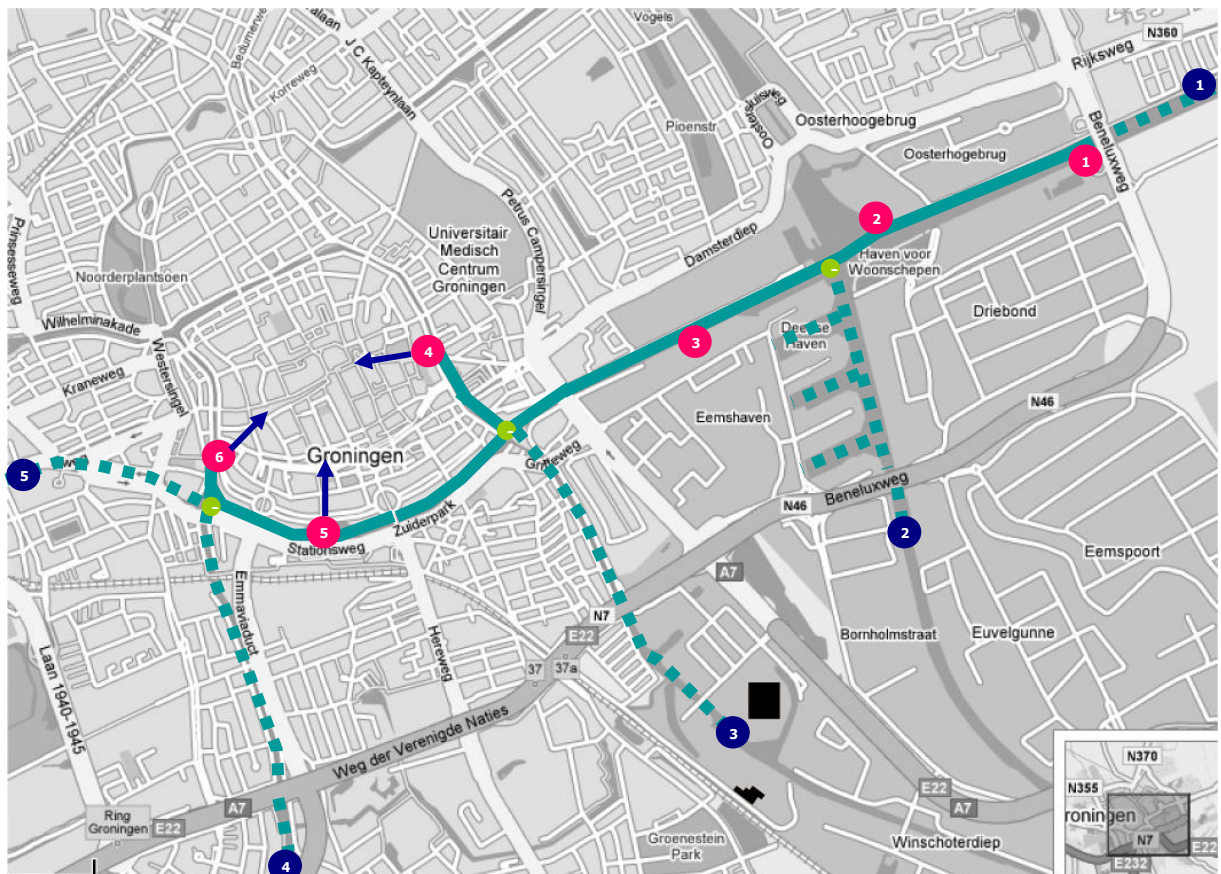 Vogels
N360
Rijksweg
J C Kapteynlaan
Bedumerweg
Korreweg
1
Oosterhoogebrug
Pioenstr
Oosterhogebrug
Beneluxweg
1
Petrus Campersingel
Universitair
Medisch
Centrum
Groningen
2
Damsterdiep
Haven voor
Woonschepen
Prinsesseweg
Noorderplantsoen
Wilhelminakade
Driebond
Deense
Haven
3
4
Westersingel
Kraneweg
N46
Eemshaven
6
Groningen
Griffeweg
5
Beneluxweg
N46
Zuiderpark
5
Stationsweg
2
Eemspoort
A7
Emmaviaduct
N7
E22
Bornholmstraat
Euvelgunne
Hereweg
37
37a
Laan 1940-1945
Weg der Verenigde Naties
3
N370
N355
roningen
N7
E22
E232
A7
Ring
Groningen
E22
E22
A7
Groenestein
Park
Winschoterdiep
4